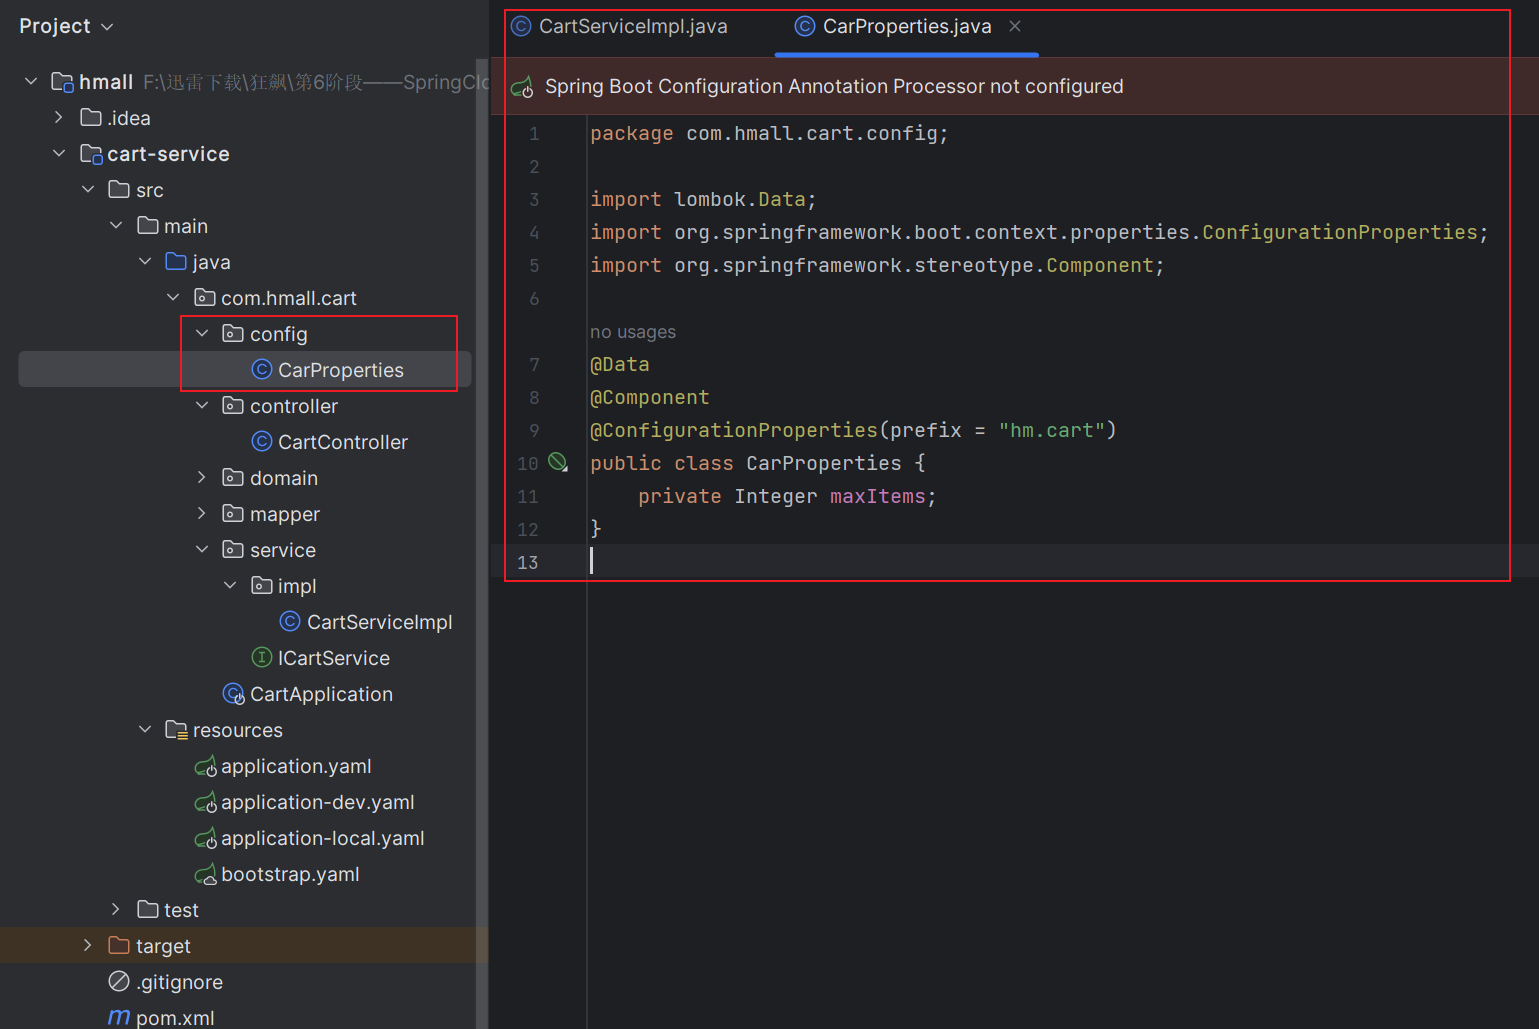 Project
hmall F:\迅雷下载\狂飙\第6阶段——SpringClo
.idea
cart-service
src
main
java
com.hmall.cart
config
CarProperties
controller
CartController
domain
mapper
service
impl
CartServiceImpl
ICartService
CartApplication
resources
application.yaml
application-dev.yaml
application-local.yaml
bootstrap.yaml
test
target
.gitignore
pom.xml
CartServiceImpl.java CarProperties.java
Spring Boot Configuration Annotation Processor not configured
1 package com.hmall.cart.config;
2
3 import lombok.Data;
4 import org.springframework.boot.context.properties.ConfigurationProperties;
5 import org.springframework.stereotype.Component;
6
no usages
7 @Data
8 @Component
9 @ConfigurationProperties(prefix = "hm.cart")
10 public class CarProperties {
11 private Integer maxItems;
12 }
13